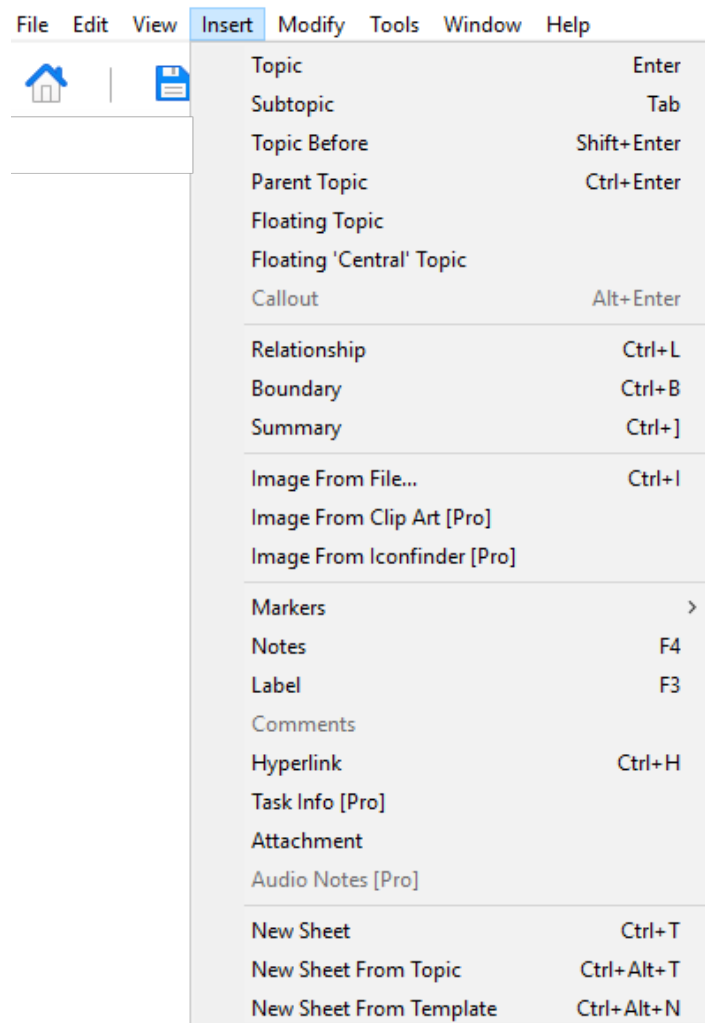 File Edit View Insert Modify Tools Window Help
Topic Enter
Subtopic Tab
Topic Before Shift+Enter
Parent Topic Ctrl+Enter
Floating Topic
Floating 'Central' Topic
Callout Alt+Enter
Relationship Ctrl+L
Boundary Ctrl+B
Summary Ctrl+]
Image From File... Ctrl+I
Image From Clip Art [Pro]
Image From Iconfinder [Pro]
Markers >
Notes F4
Label F3
Comments
Hyperlink Ctrl+H
Task Info [Pro]
Attachment
Audio Notes [Pro]
New Sheet Ctrl+T
New Sheet From Topic Ctrl+Alt+T
New Sheet From Template Ctrl+Alt+N